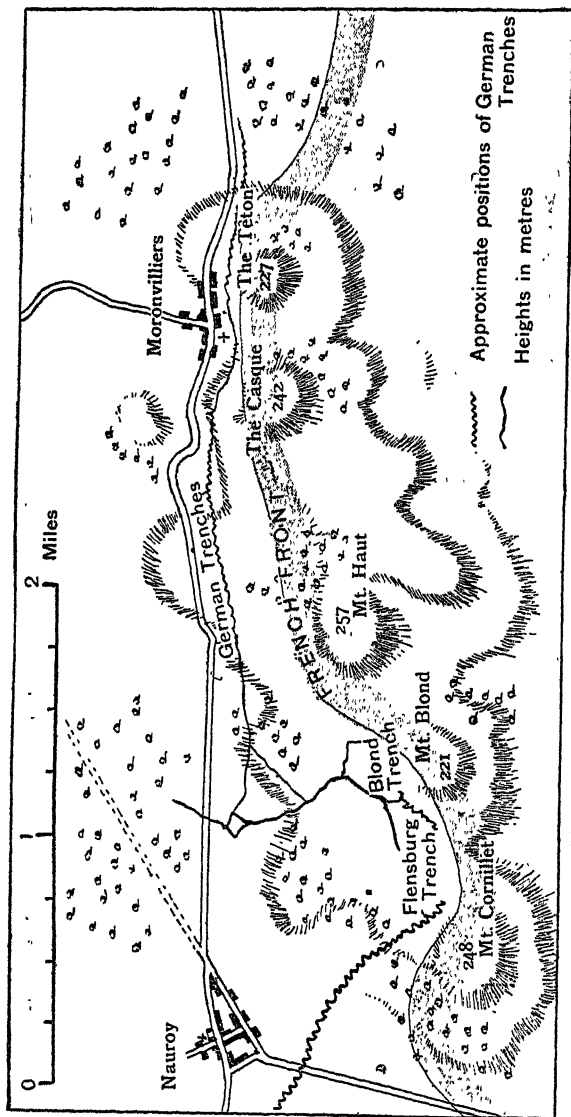 0
1
2
Miles
Nauroy
Moronvilliers
German Trenches
FRENCH FRONT
The Casque
242
The Téton
227
257
Mt. Haut
Blond
Trench
Mt. Blond
221
Flensburg
Trench
248
Mt. Cornillet
Approximate positions of German
Trenches
Heights in metres